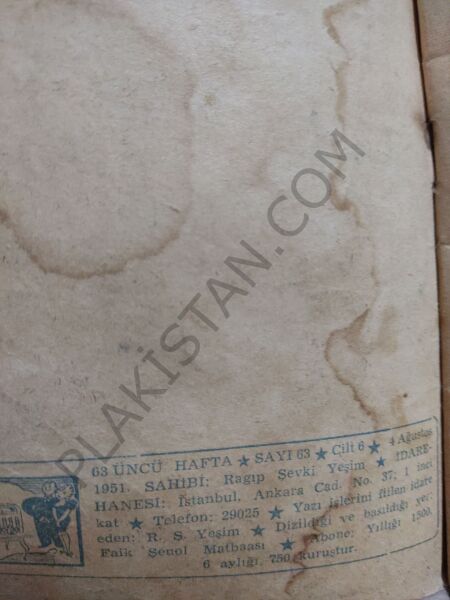 63 ÜNCÜ HAFTA ★ SAYI 63 ★ Cilt 6 ★ 4 Ağustos
1951. SAHİBİ: Ragıp Şevki Yeşim ★ İDARE-
HANESİ: İstanbul, Ankara Cad. No. 37, 1 inci
kat ★ Telefon: 29025 ★ Yazı işlerini fiilen idare
eden: R. S. Yeşim ★ Dizildiği ve basıldığı yer:
Faik Şenol Matbaası ★ Abone: Yıllığı 1500,
6 aylığı, 750 kuruştur.
PLAKİSTAN.COM